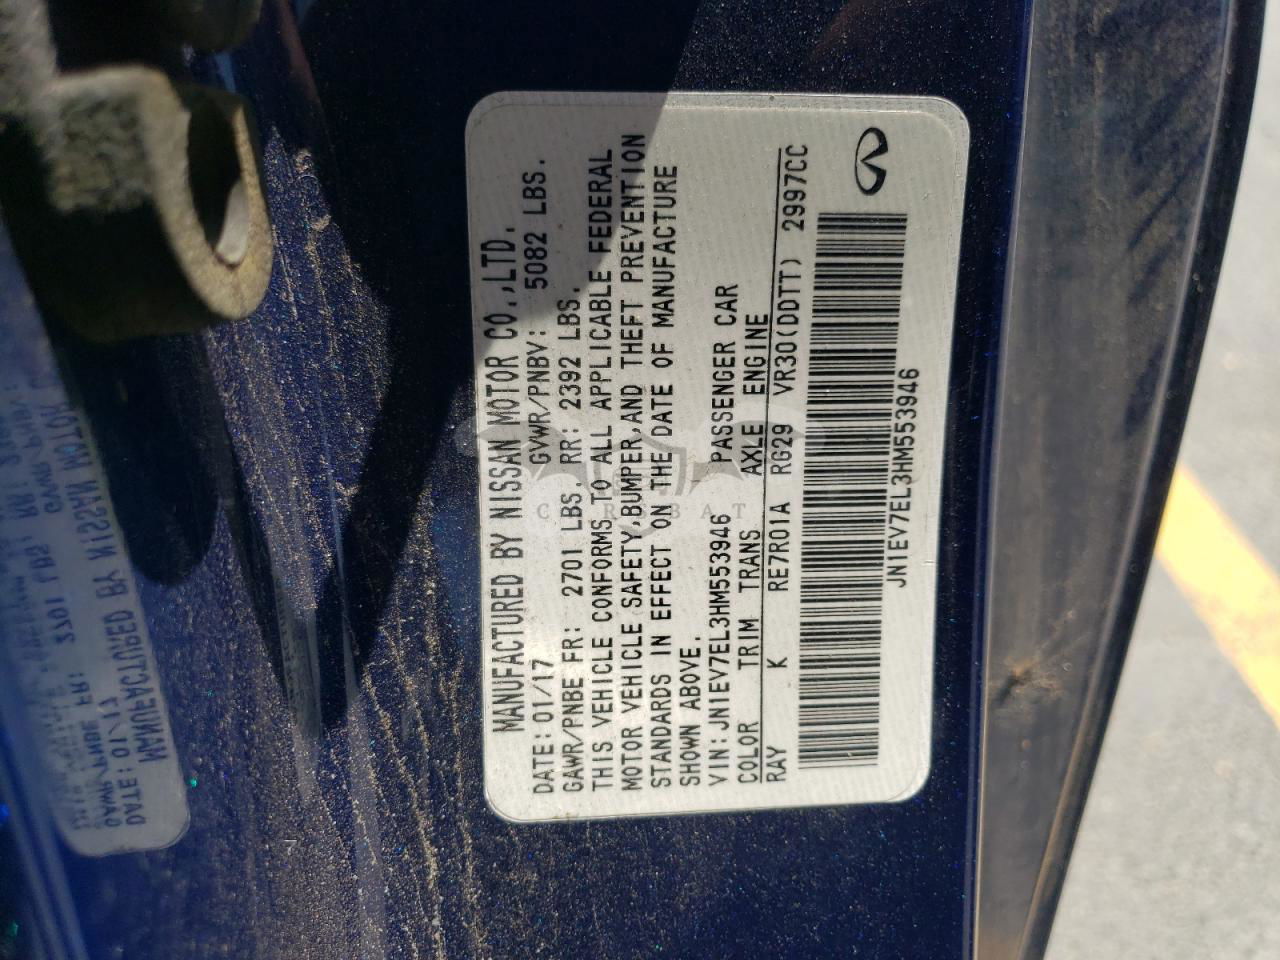 MANUFACTURED BY NISSAN MOTOR CO.,LTD.
DATE: 01/17 GVWR/PNBV: 5082 LBS.
GAWR/PNBE FR: 2701 LBS RR: 2392 LBS.
THIS VEHICLE CONFORMS TO ALL APPLICABLE FEDERAL
MOTOR VEHICLE SAFETY,BUMPER,AND THEFT PREVENTION
STANDARDS IN EFFECT ON THE DATE OF MANUFACTURE
SHOWN ABOVE.
VIN: JN1EV7EL3HM553946 PASSENGER CAR
COLOR TRIM TRANS AXLE ENGINE
RAY K RE7R01A RG29 VR30(DDTT) 2997CC
JN1EV7EL3HM553946
CARSBAT